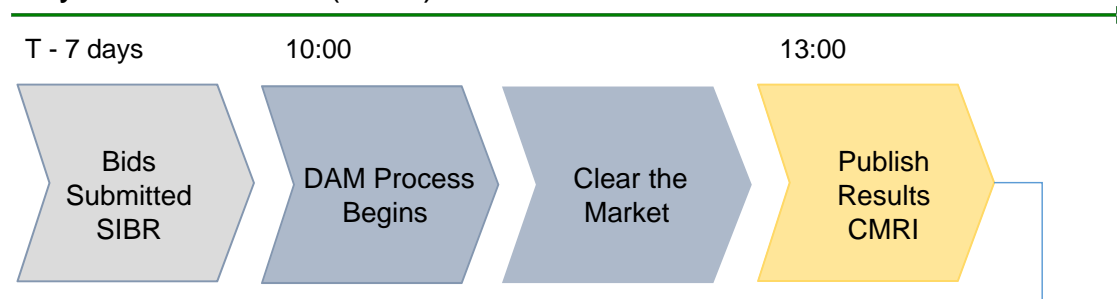 T - 7 days
10:00
13:00
Bids
Submitted
SIBR
DAM Process
Begins
Clear the
Market
Publish
Results
CMRI